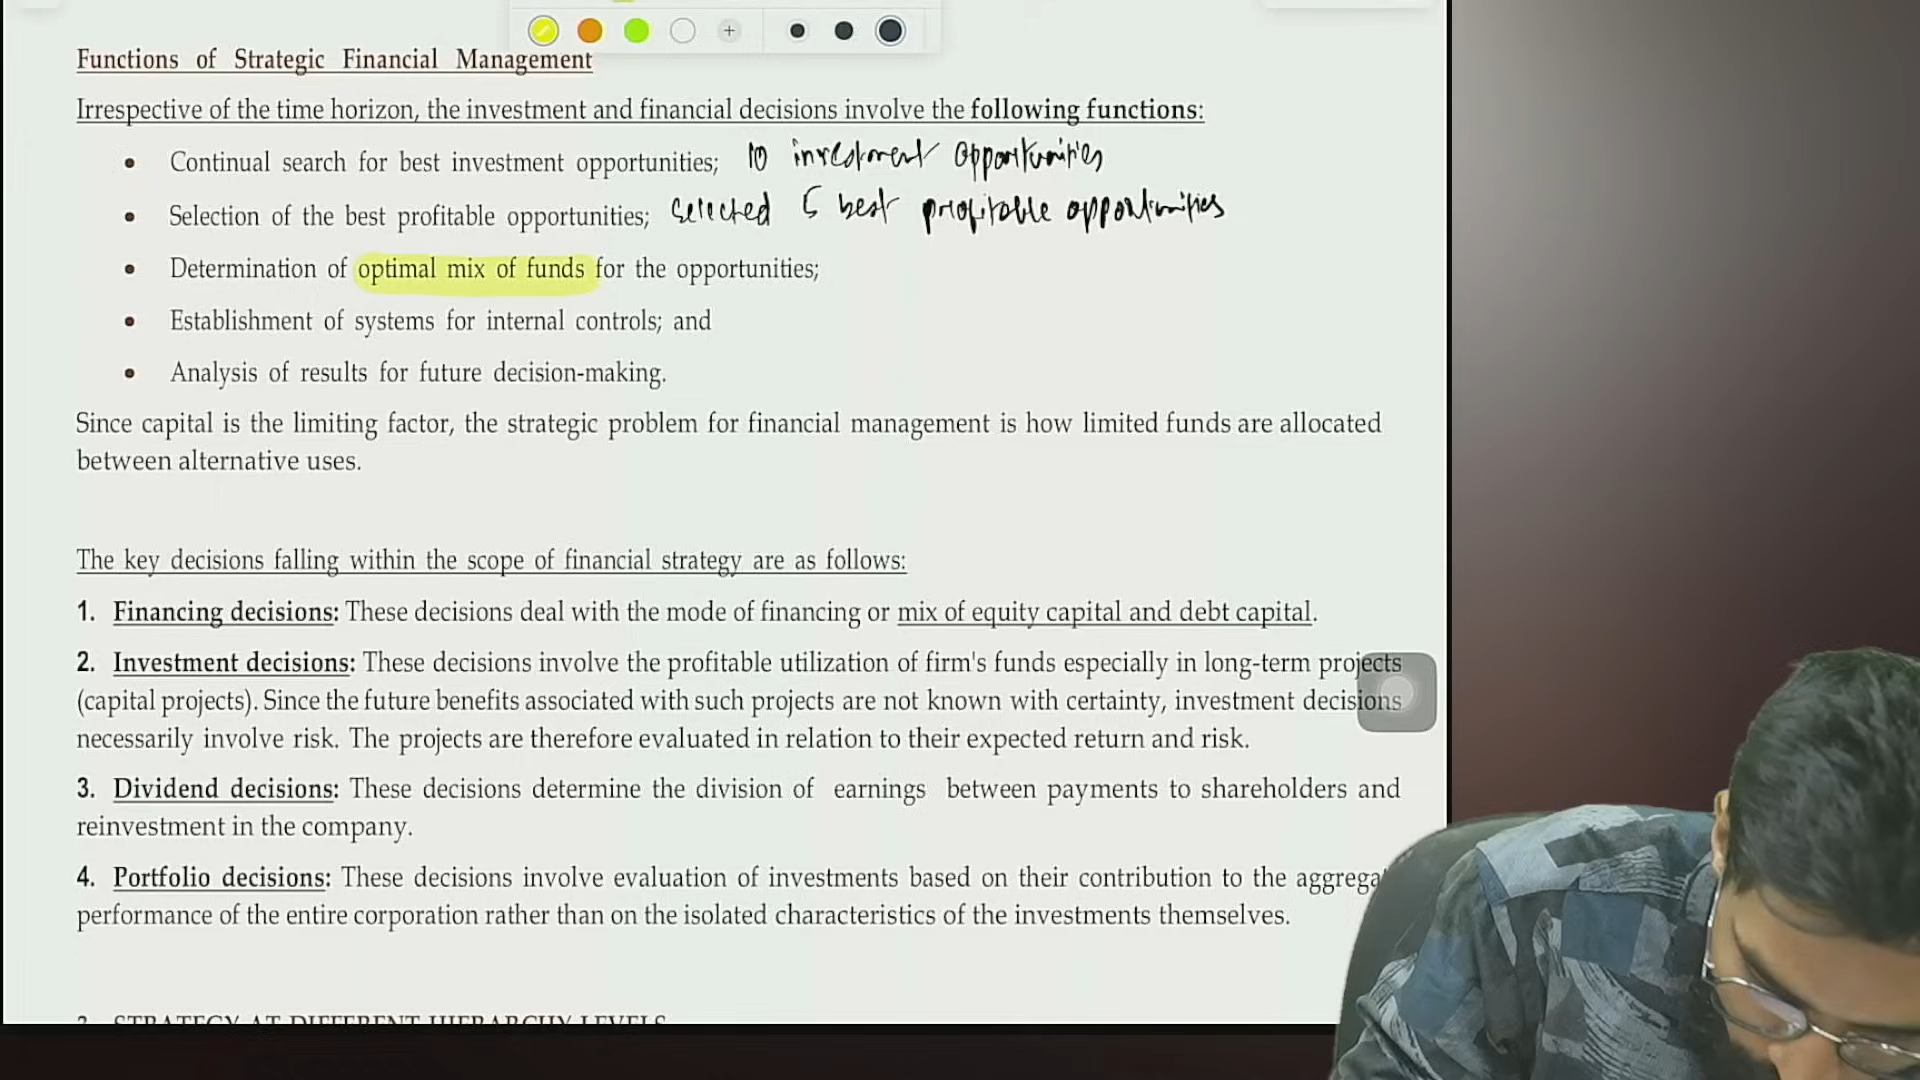 Functions of Strategic Financial Management
Irrespective of the time horizon, the investment and financial decisions involve the following functions:
• Continual search for best investment opportunities; 10 investment opportunities
• Selection of the best profitable opportunities; selected 5 best profitable opportunities
• Determination of optimal mix of funds for the opportunities;
• Establishment of systems for internal controls; and
• Analysis of results for future decision-making.
Since capital is the limiting factor, the strategic problem for financial management is how limited funds are allocated
between alternative uses.
The key decisions falling within the scope of financial strategy are as follows:
1. Financing decisions: These decisions deal with the mode of financing or mix of equity capital and debt capital.
2. Investment decisions: These decisions involve the profitable utilization of firm's funds especially in long-term projects
(capital projects). Since the future benefits associated with such projects are not known with certainty, investment decisions
necessarily involve risk. The projects are therefore evaluated in relation to their expected return and risk.
3. Dividend decisions: These decisions determine the division of earnings between payments to shareholders and
reinvestment in the company.
4. Portfolio decisions: These decisions involve evaluation of investments based on their contribution to the
performance of the entire corporation rather than on the isolated characteristics of the investments themselves.
STRATEGY AT DIFFERENT HIERARCHY LEVELS